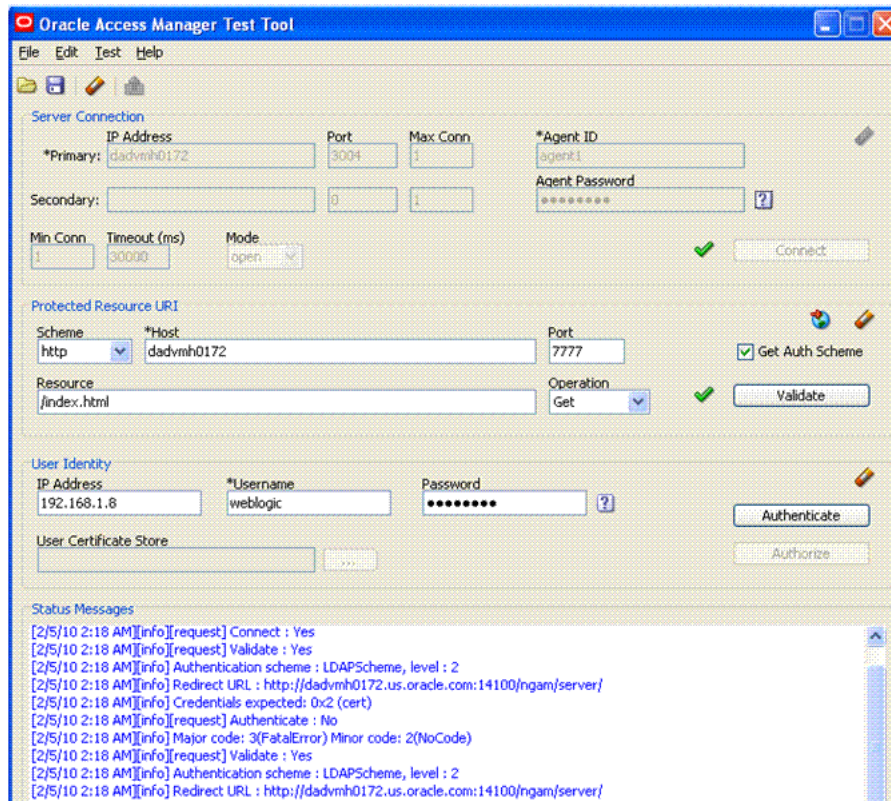 Oracle Access Manager Test Tool
File Edit Test Help
Server Connection
IP Address Port Max Conn *Agent ID
*Primary: dadvmh0172 3004 1 agent1
Agent Password
Secondary: 0 1 ●●●●●●●● ?
Min Conn Timeout (ms) Mode
1 30000 open Connect
Protected Resource URI
Scheme *Host Port
http dadvmh0172 7777 Get Auth Scheme
Resource Operation
/index.html Get Validate
User Identity
IP Address *Username Password
192.168.1.8 weblogic ●●●●●●●● ?
Authenticate
User Certificate Store
... Authorize
Status Messages
[2/5/10 2:18 AM][info][request] Connect : Yes
[2/5/10 2:18 AM][info][request] Validate : Yes
[2/5/10 2:18 AM][info] Authentication scheme : LDAPScheme, level : 2
[2/5/10 2:18 AM][info] Redirect URL : http://dadvmh0172.us.oracle.com:14100/ngam/server/
[2/5/10 2:18 AM][info] Credentials expected: 0x2 (cert)
[2/5/10 2:18 AM][info][request] Authenticate : No
[2/5/10 2:18 AM][info] Major code: 3(FatalError) Minor code: 2(NoCode)
[2/5/10 2:18 AM][info][request] Validate : Yes
[2/5/10 2:18 AM][info] Authentication scheme : LDAPScheme, level : 2
[2/5/10 2:18 AM][info] Redirect URL : http://dadvmh0172.us.oracle.com:14100/ngam/server/